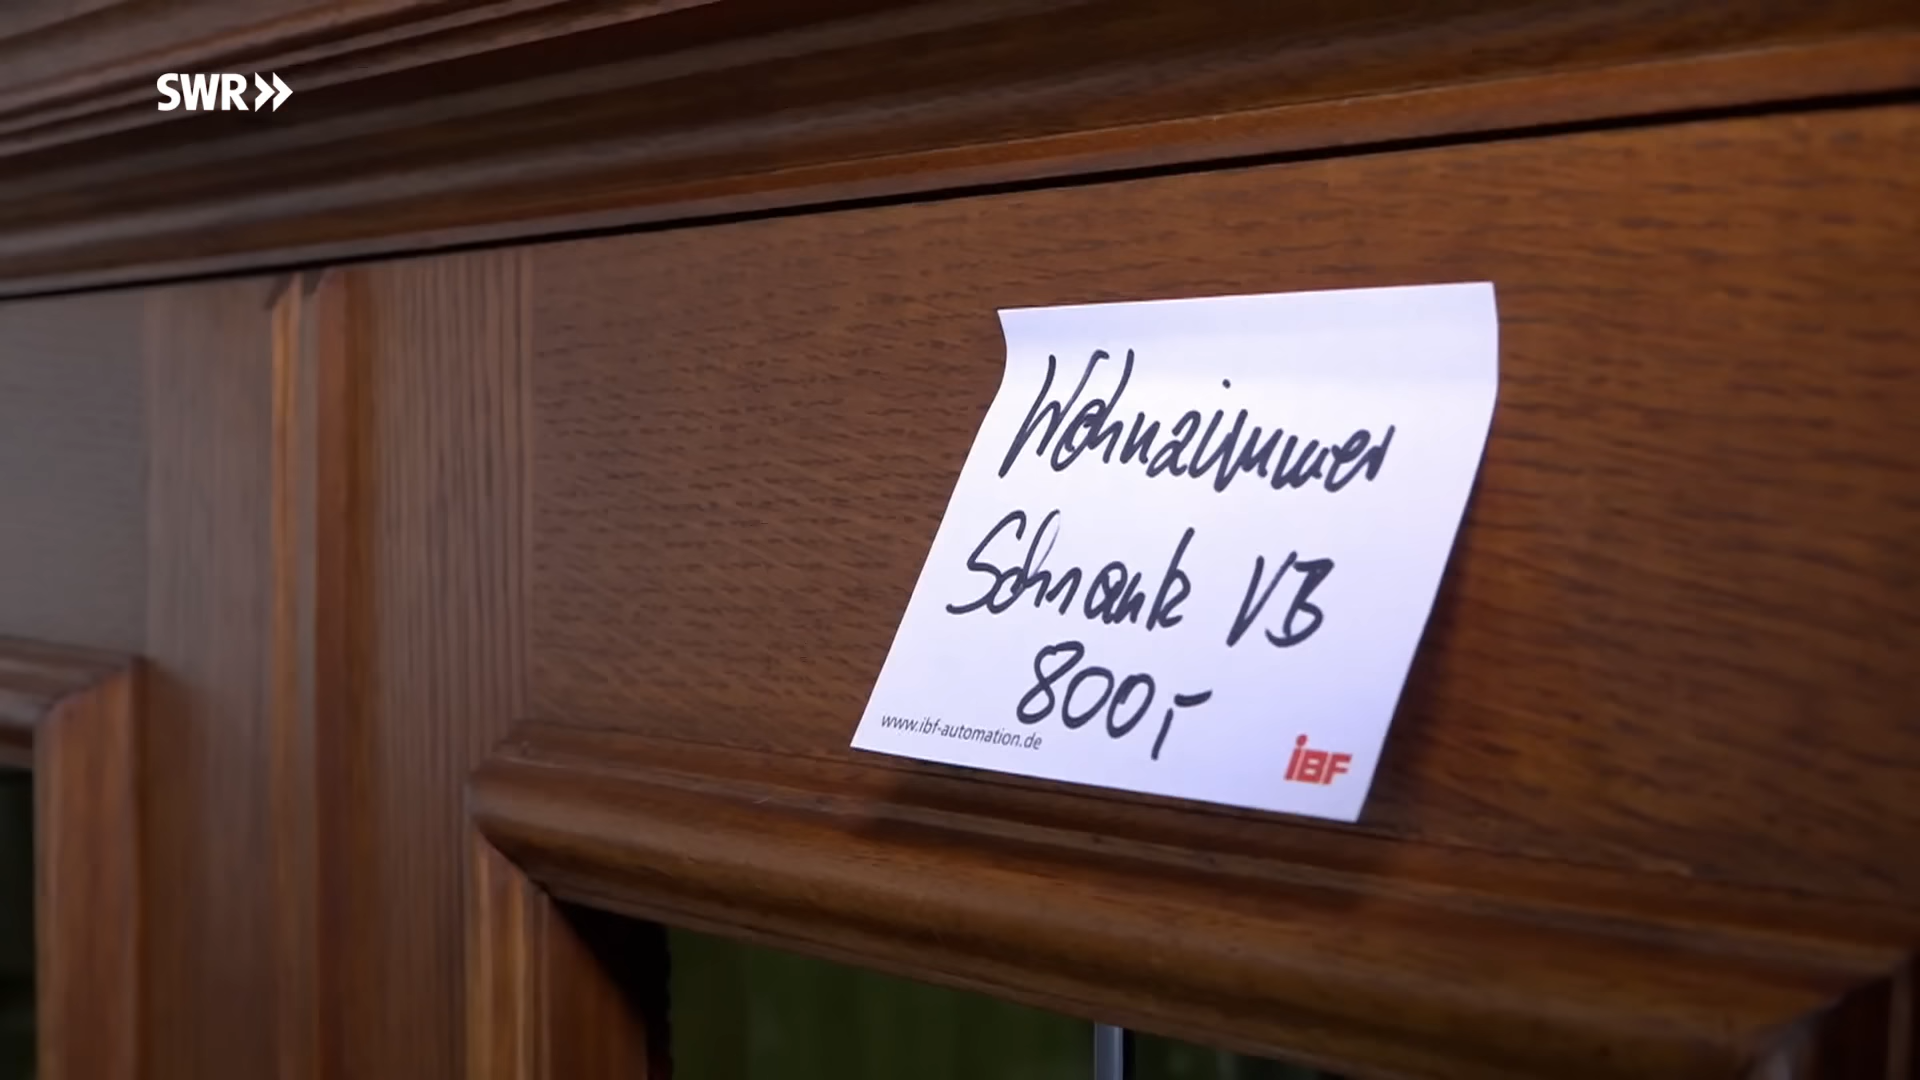 SWR
Wohnzimmer
Schrank VB
800,-
www.ibf-automation.de
iBF